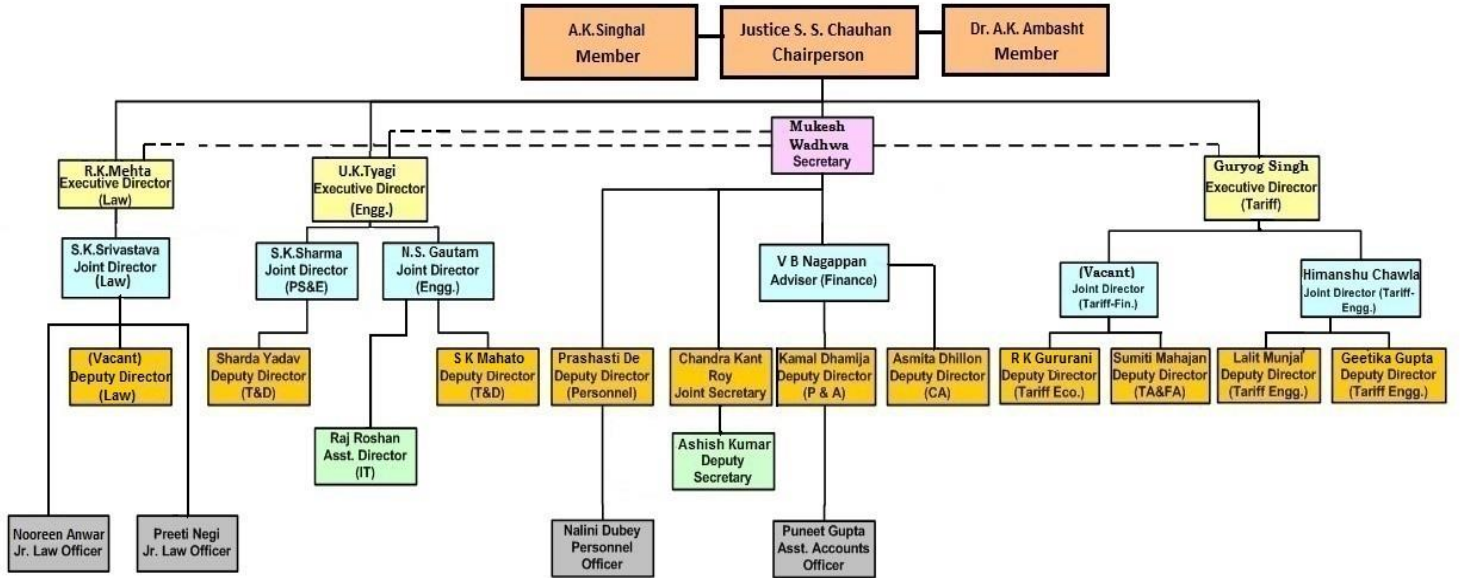 A.K.Singhal
Member
Justice S. S. Chauhan
Chairperson
Dr. A.K. Ambasht
Member
Mukesh
Wadhwa
Secretary
R.K.Mehta
Executive Director
(Law)
U.K.Tyagi
Executive Director
(Engg.)
Guryog Singh
Executive Director
(Tariff)
S.K.Srivastava
Joint Director
(Law)
S.K.Sharma
Joint Director
(PS&E)
N.S. Gautam
Joint Director
(Engg.)
V B Nagappan
Adviser (Finance)
(Vacant)
Joint Director
(Tariff-Fin.)
Himanshu Chawla
Joint Director (Tariff-
Engg.)
(Vacant)
Deputy Director
(Law)
Sharda Yadav
Deputy Director
(T&D)
S K Mahato
Deputy Director
(T&D)
Prashasti De
Deputy Director
(Personnel)
Chandra Kant
Roy
Joint Secretary
Kamal Dhamija
Deputy Director
(P & A)
Asmita Dhillon
Deputy Director
(CA)
R K Gururani
Deputy Director
(Tariff Eco.)
Sumiti Mahajan
Deputy Director
(TA&FA)
Lalit Munjal
Deputy Director
(Tariff Engg.)
Geetika Gupta
Deputy Director
(Tariff Engg.)
Raj Roshan
Asst. Director
(IT)
Ashish Kumar
Deputy
Secretary
Nooreen Anwar
Jr. Law Officer
Preeti Negi
Jr. Law Officer
Nalini Dubey
Personnel
Officer
Puneet Gupta
Asst. Accounts
Officer